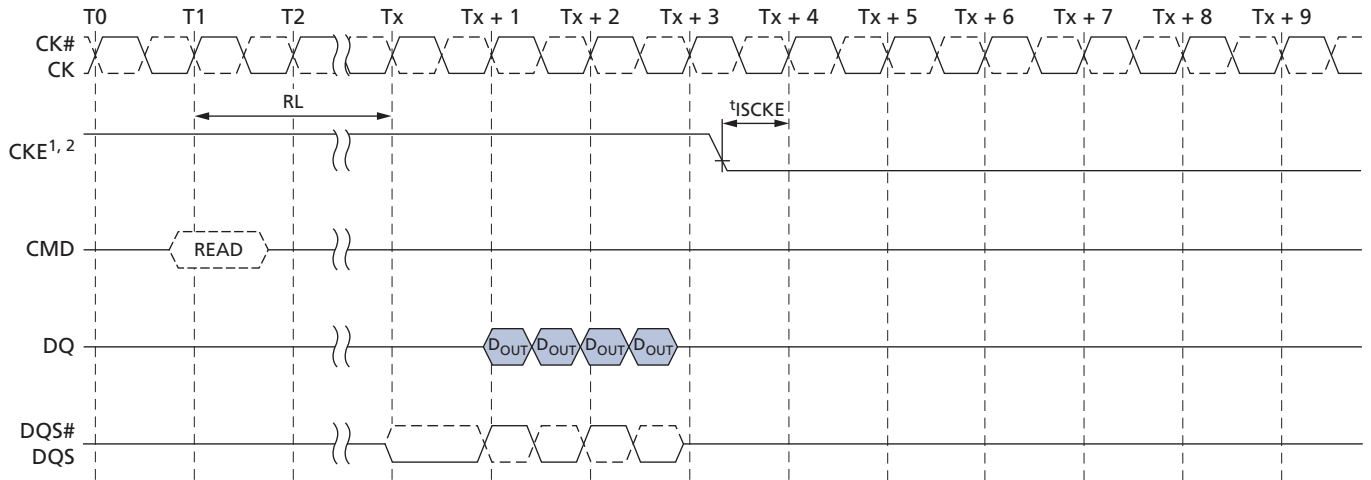 T0 T1 T2 Tx Tx + 1 Tx + 2 Tx + 3 Tx + 4 Tx + 5 Tx + 6 Tx + 7 Tx + 8 Tx + 9
CK#
CK
RL
tISCKE
CKE1, 2
CMD
READ
DQ
DOUT DOUT DOUT DOUT
DQS#
DQS